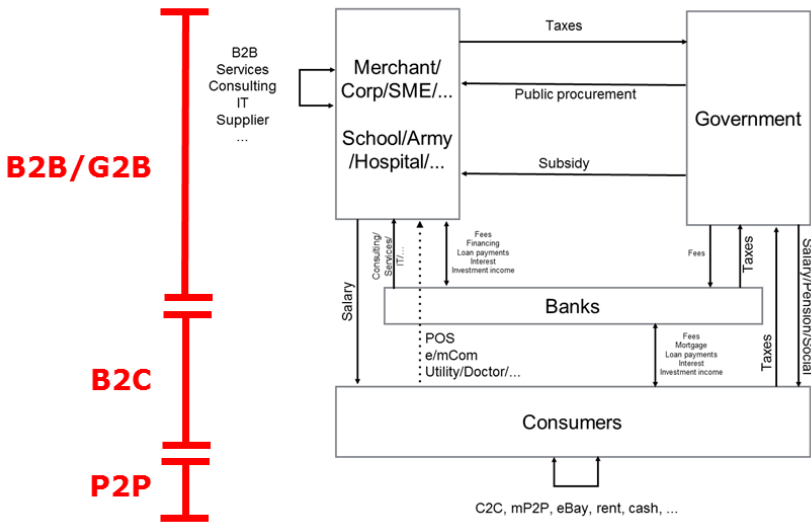 B2B
Services
Consulting
IT
Supplier
...
Merchant/
Corp/SME/...
School/Army
/Hospital/...
Taxes
Public procurement
Subsidy
Government
B2B/G2B
Salary
Consulting/
Services/
IT/...
Fees
Financing
Loan payments
Interest
Investment income
Fees
Taxes
Salary/Pension/Social
Banks
B2C
POS
e/mCom
Utility/Doctor/...
Fees
Mortgage
Loan payments
Interest
Investment income
Taxes
Consumers
P2P
C2C, mP2P, eBay, rent, cash, ...